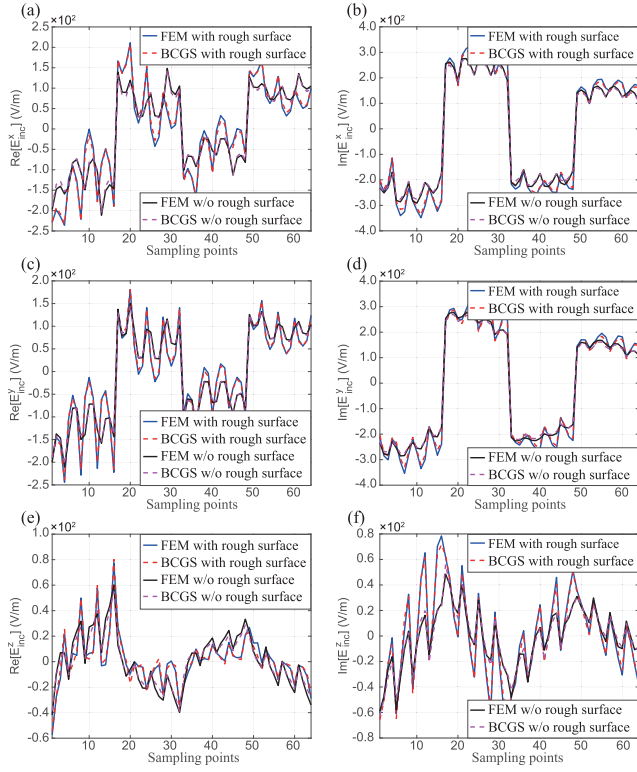 (a)
×10²
2.5
2.0
1.5
1.0
0.5
0
-0.5
-1.0
-1.5
-2.0
2.5
Re[E^x_inc] (V/m)
FEM with rough surface
BCGS with rough surface
FEM w/o rough surface
BCGS w/o rough surface
10 20 30 40 50 60
Sampling points
(b)
×10²
4.0
3.0
2.0
1.0
0
-1.0
-2.0
-3.0
-4.0
Im[E^x_inc] (V/m)
FEM with rough surface
BCGS with rough surface
FEM w/o rough surface
BCGS w/o rough surface
10 20 30 40 50 60
Sampling points
(c)
×10²
2.5
2.0
1.5
1.0
0.5
0
-0.5
-1.0
-1.5
-2.0
-2.5
Re[E^y_inc] (V/m)
FEM with rough surface
BCGS with rough surface
FEM w/o rough surface
BCGS w/o rough surface
10 20 30 40 50 60
Sampling points
(d)
×10²
4.0
3.0
2.0
1.0
0
-1.0
-2.0
-3.0
-4.0
Im[E^y_inc] (V/m)
FEM with rough surface
BCGS with rough surface
FEM w/o rough surface
BCGS w/o rough surface
10 20 30 40 50 60
Sampling points
(e)
×10²
1.0
0.8
0.6
0.4
0.2
0
-0.2
-0.4
-0.6
Re[E^z_inc] (V/m)
FEM with rough surface
BCGS with rough surface
FEM w/o rough surface
BCGS w/o rough surface
10 20 30 40 50 60
Sampling points
(f)
×10²
0.8
0.6
0.4
0.2
0
-0.2
-0.4
-0.6
-0.8
Im[E^z_inc] (V/m)
FEM with rough surface
BCGS with rough surface
FEM w/o rough surface
BCGS w/o rough surface
10 20 30 40 50 60
Sampling points